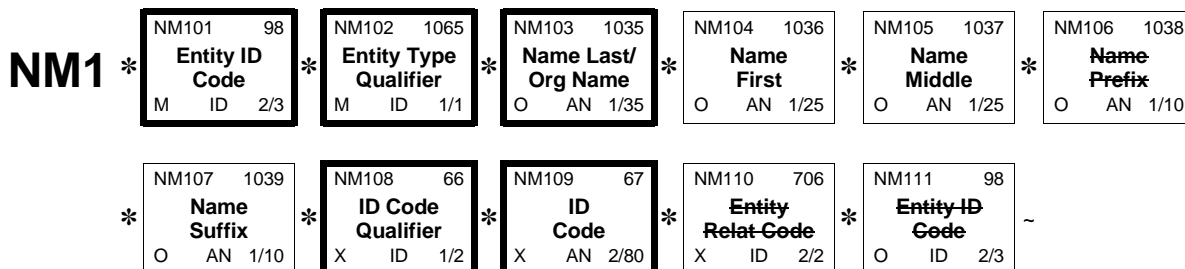 NM1 * NM101 98 Entity ID Code M ID 2/3 * NM102 1065 Entity Type Qualifier M ID 1/1 * NM103 1035 Name Last/ Org Name O AN 1/35 * NM104 1036 Name First O AN 1/25 * NM105 1037 Name Middle O AN 1/25 * NM106 1038 Name Prefix O AN 1/10
* NM107 1039 Name Suffix O AN 1/10 * NM108 66 ID Code Qualifier X ID 1/2 * NM109 67 ID Code X AN 2/80 * NM110 706 Entity Relat Code X ID 2/2 * NM111 98 Entity ID Code O ID 2/3 ~